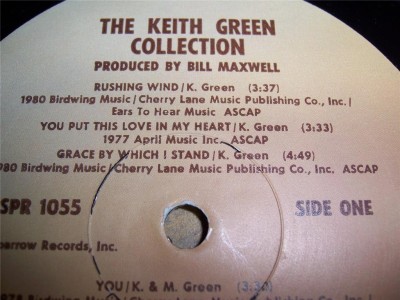 THE KEITH GREEN
COLLECTION
PRODUCED BY BILL MAXWELL
RUSHING WIND/K. Green (3:37)
1980 Birdwing Music/Cherry Lane Music Publishing Co., Inc./
Ears To Hear Music ASCAP
YOU PUT THIS LOVE IN MY HEART/K. Green (3:33)
1977 April Music Inc. ASCAP
GRACE BY WHICH I STAND/K. Green (4:49)
980 Birdwing Music/Cherry Lane Music Publishing Co., Inc. ASCAP
SPR 1055 SIDE ONE
parrow Records, Inc.
YOU/K. & M. Green